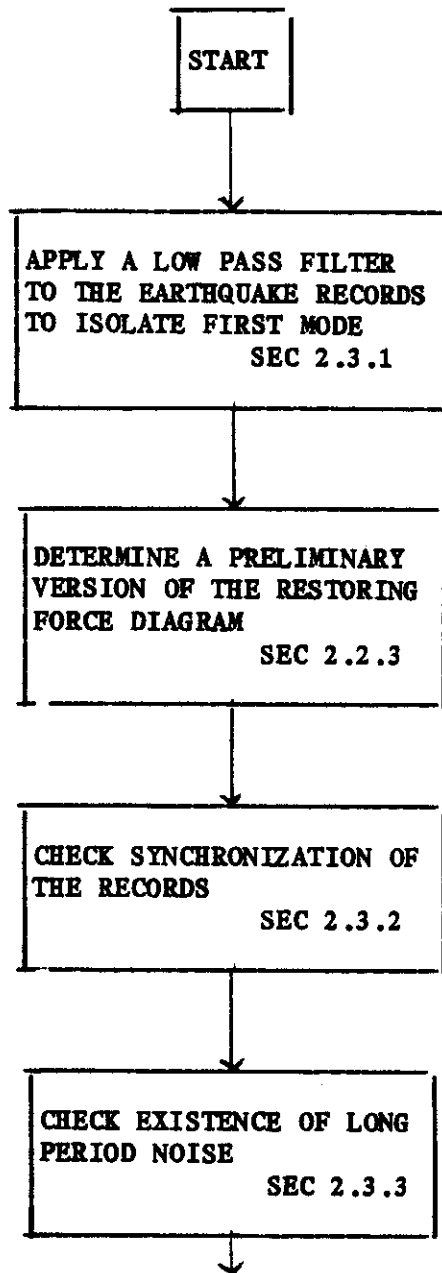 START
APPLY A LOW PASS FILTER
TO THE EARTHQUAKE RECORDS
TO ISOLATE FIRST MODE
SEC 2.3.1
DETERMINE A PRELIMINARY
VERSION OF THE RESTORING
FORCE DIAGRAM
SEC 2.2.3
CHECK SYNCHRONIZATION OF
THE RECORDS
SEC 2.3.2
CHECK EXISTENCE OF LONG
PERIOD NOISE
SEC 2.3.3